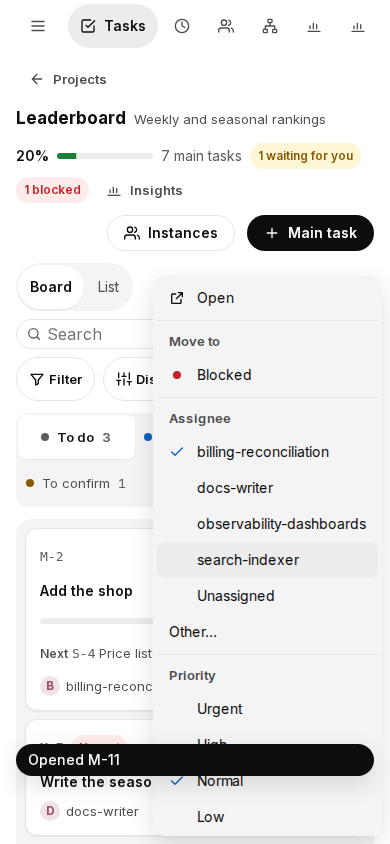 Tasks
Projects
Leaderboard Weekly and seasonal rankings
20% 7 main tasks 1 waiting for you
1 blocked Insights
Instances Main task
Board List
Search
Filter
To do 3
To confirm 1
M-2
Add the shop
Next S-4 Price list
B billing-reconc
Write the seaso
D docs-writer
Open
Move to
Blocked
Assignee
billing-reconciliation
docs-writer
observability-dashboards
search-indexer
Unassigned
Other...
Priority
Urgent
High
Opened M-11
Normal
Low